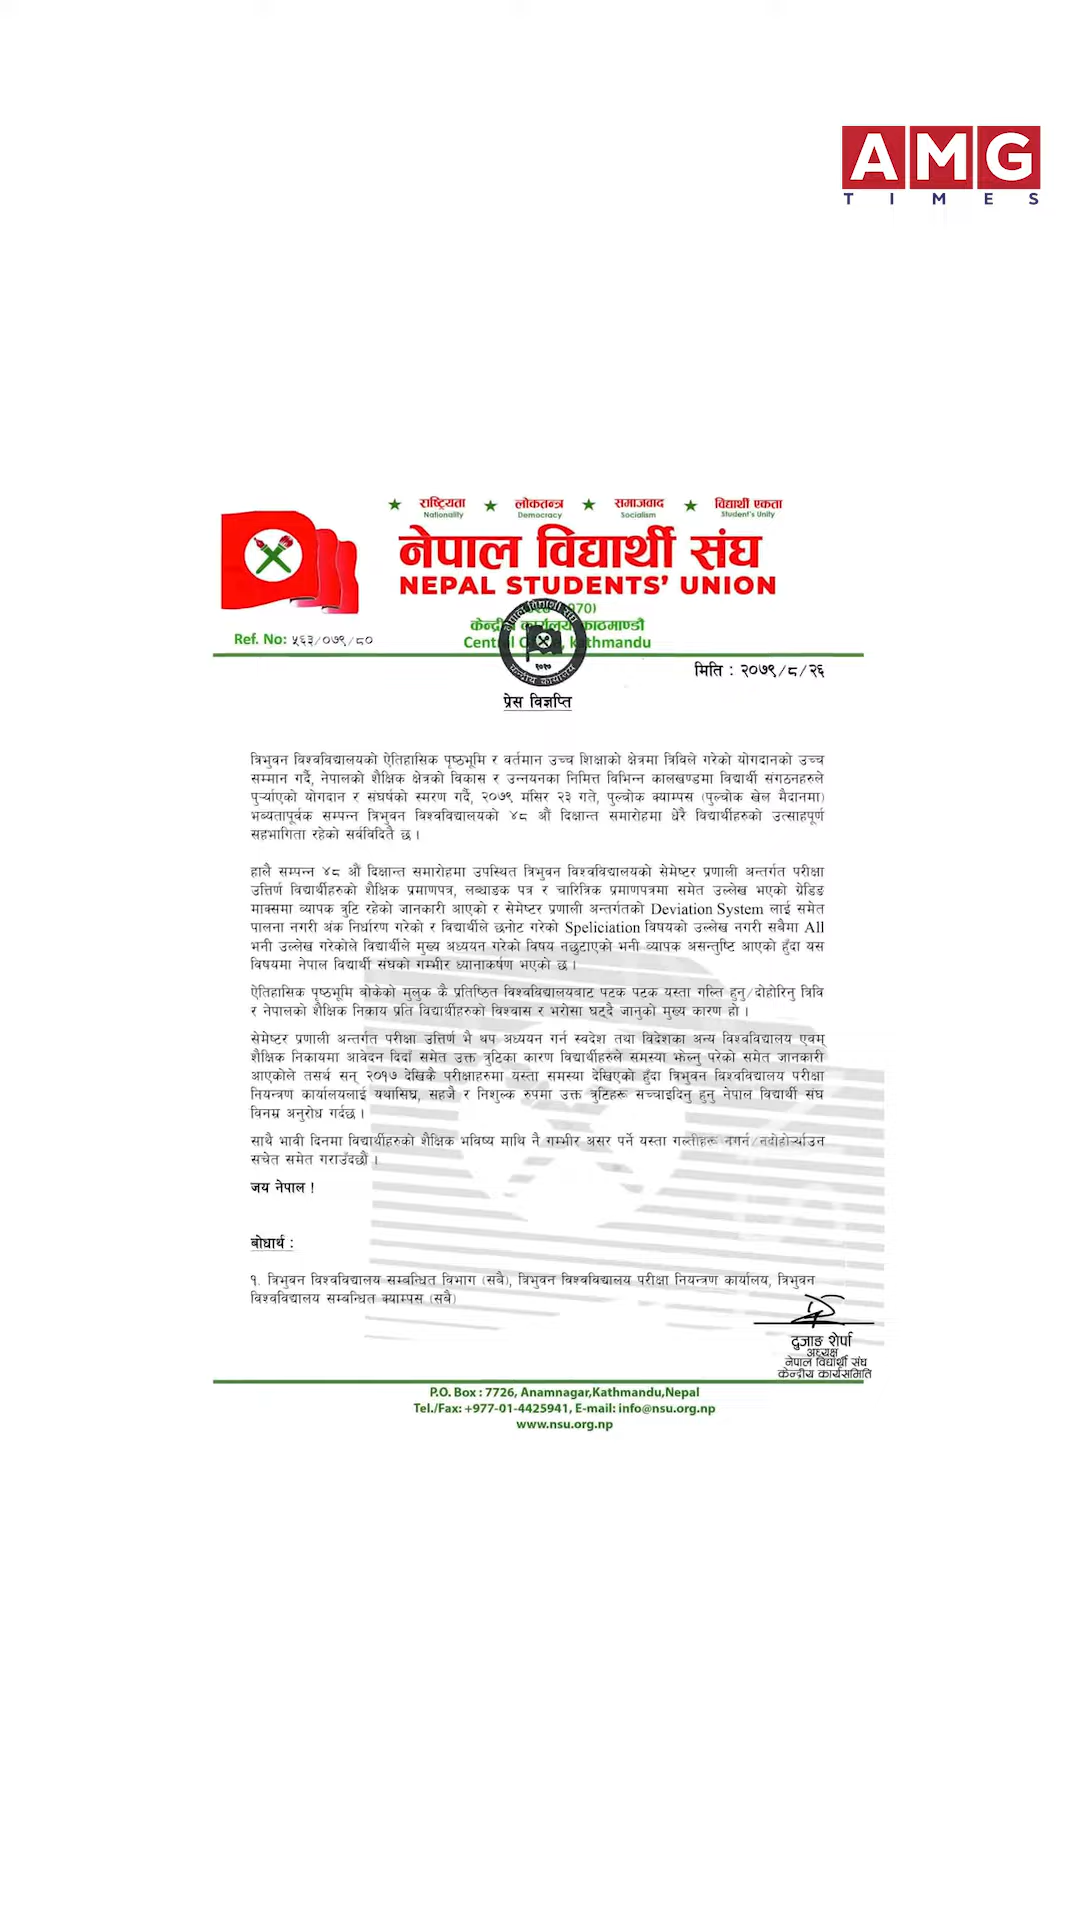 AMG
TIMES
★ राष्ट्रियता ★ लोकतन्त्र ★ समाजवाद ★ विद्यार्थी एकता
Nationality Democracy Socialism Student's Unity
नेपाल विद्यार्थी संघ
NEPAL STUDENTS' UNION
970)
केन्द्रीय कार्यालय काठमाण्डौ
Ref. No: ५६३/०७९/८०
Kathmandu
२०२७
केन्द्रीय कार्यालय
मिति : २०७९/८/२६
प्रेस विज्ञप्ति
त्रिभुवन विश्वविद्यालयको ऐतिहासिक पृष्ठभूमि र वर्तमान उच्च शिक्षाको क्षेत्रमा त्रिविले गरेको योगदानको उच्च
सम्मान गर्दै, नेपालको शैक्षिक क्षेत्रको विकास र उन्नयनका निमित्त विभिन्न कालखण्डमा विद्यार्थी संगठनहरुले
पुर्‍याएको योगदान र संघर्षको स्मरण गर्दै, २०७९ मंसिर २३ गते, पुल्चोक क्याम्पस (पुल्चोक खेल मैदानमा)
भब्यतापूर्वक सम्पन्न त्रिभुवन विश्वविद्यालयको ४८ औं दिक्षान्त समारोहमा धेरै विद्यार्थीहरुको उत्साहपूर्ण
सहभागिता रहेको सर्वविदितै छ ।
हालै सम्पन्न ४८ औं दिक्षान्त समारोहमा उपस्थित त्रिभुवन विश्वविद्यालयको सेमेष्टर प्रणाली अन्तर्गत परीक्षा
उत्तिर्ण विद्यार्थीहरुको शैक्षिक प्रमाणपत्र, लब्धाङक पत्र र चारित्रिक प्रमाणपत्रमा समेत उल्लेख भएको ग्रेडिङ
मार्क्समा व्यापक त्रुटि रहेको जानकारी आएको र सेमेष्टर प्रणाली अन्तर्गतको Deviation System लाई समेत
पालना नगरी अंक निर्धारण गरेको र विद्यार्थीले छनोट गरेको Speliciation विषयको उल्लेख नगरी सबैमा All
भनी उल्लेख गरेकोले विद्यार्थीले मुख्य अध्ययन गरेको विषय नछुटाएको भनी व्यापक असन्तुष्टि आएको हुँदा यस
विषयमा नेपाल विद्यार्थी संघको गम्भीर ध्यानाकर्षण भएको छ ।
ऐतिहासिक पृष्ठभूमि बोकेको मुलुक कै प्रतिष्ठित विश्वविद्यालयबाट पटक पटक यस्ता गल्ति हुनु/दोहोरिनु त्रिवि
र नेपालको शैक्षिक निकाय प्रति विद्यार्थीहरुको विश्वास र भरोसा घट्दै जानुको मुख्य कारण हो ।
सेमेष्टर प्रणाली अन्तर्गत परीक्षा उत्तिर्ण भै थप अध्ययन गर्न स्वदेश तथा विदेशका अन्य विश्वविद्यालय एवम्
शैक्षिक निकायमा आवेदन दिदाँ समेत उक्त त्रुटिका कारण विद्यार्थीहरुले समस्या झेल्नु परेको समेत जानकारी
आएकोले तसर्थ सन् २०१७ देखिकै परीक्षाहरुमा यस्ता समस्या देखिएको हुँदा त्रिभुवन विश्वविद्यालय परीक्षा
नियन्त्रण कार्यालयलाई यथासिघ्र, सहजै र निशुल्क रुपमा उक्त त्रुटिहरू सच्चाइदिनु हुनु नेपाल विद्यार्थी संघ
विनम्र अनुरोध गर्दछ ।
साथै भावी दिनमा विद्यार्थीहरुको शैक्षिक भविष्य माथि नै गम्भीर असर पर्ने यस्ता गल्तीहरू नगर्न/नदोहोर्‍याउन
सचेत समेत गराउँदछौं ।
जय नेपाल !
बोधार्थ :
१. त्रिभुवन विश्वविद्यालय सम्बन्धित विभाग (सबै), त्रिभुवन विश्वविद्यालय परीक्षा नियन्त्रण कार्यालय, त्रिभुवन
विश्वविद्यालय सम्बन्धित क्याम्पस (सबै)
दुजाङ शेर्पा
अध्यक्ष
नेपाल विद्यार्थी संघ
केन्द्रीय कार्यसमिति
P.O. Box : 7726, Anamnagar,Kathmandu,Nepal
Tel./Fax: +977-01-4425941, E-mail: info@nsu.org.np
www.nsu.org.np